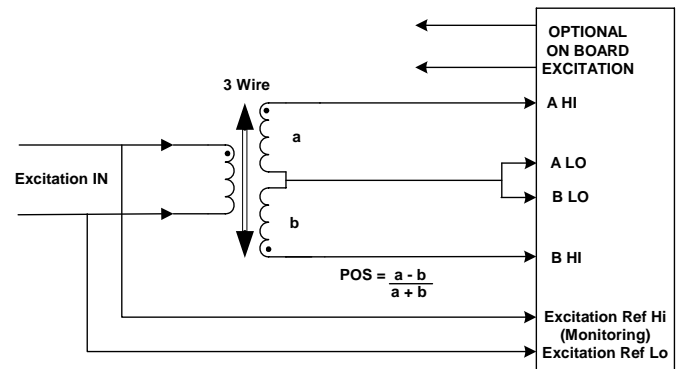 OPTIONAL
ON BOARD
EXCITATION
3 Wire
A HI
a
A LO
Excitation IN
B LO
b
B HI
POS = a - b
a + b
Excitation Ref Hi
(Monitoring)
Excitation Ref Lo